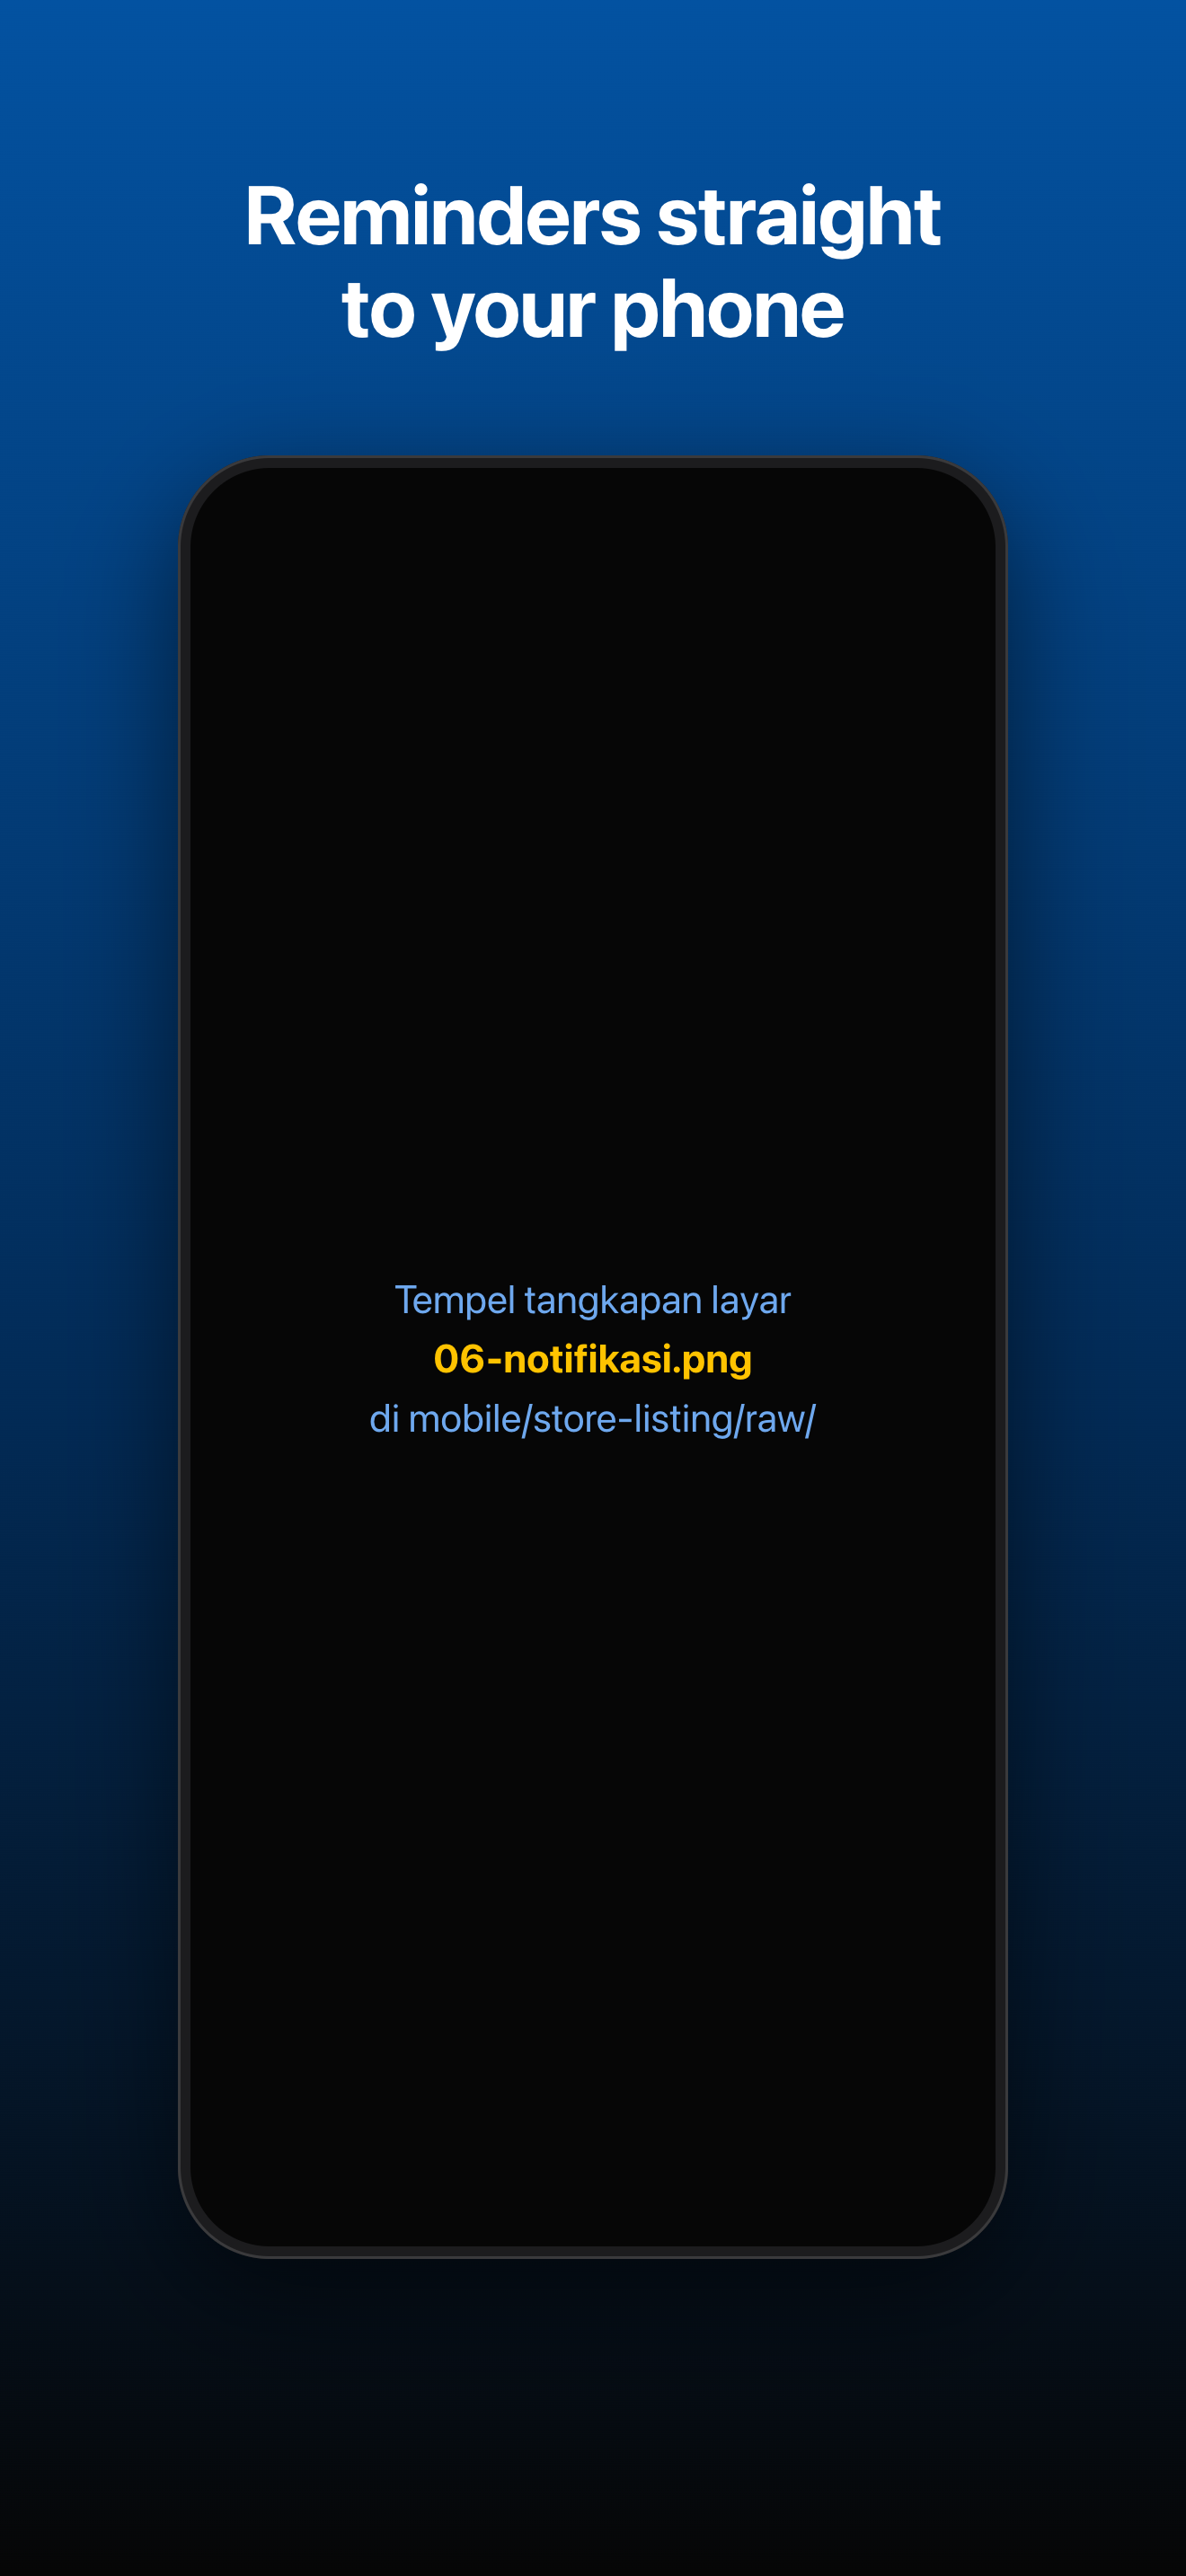 Reminders straight
to your phone
Tempel tangkapan layar
06-notifikasi.png
di mobile/store-listing/raw/